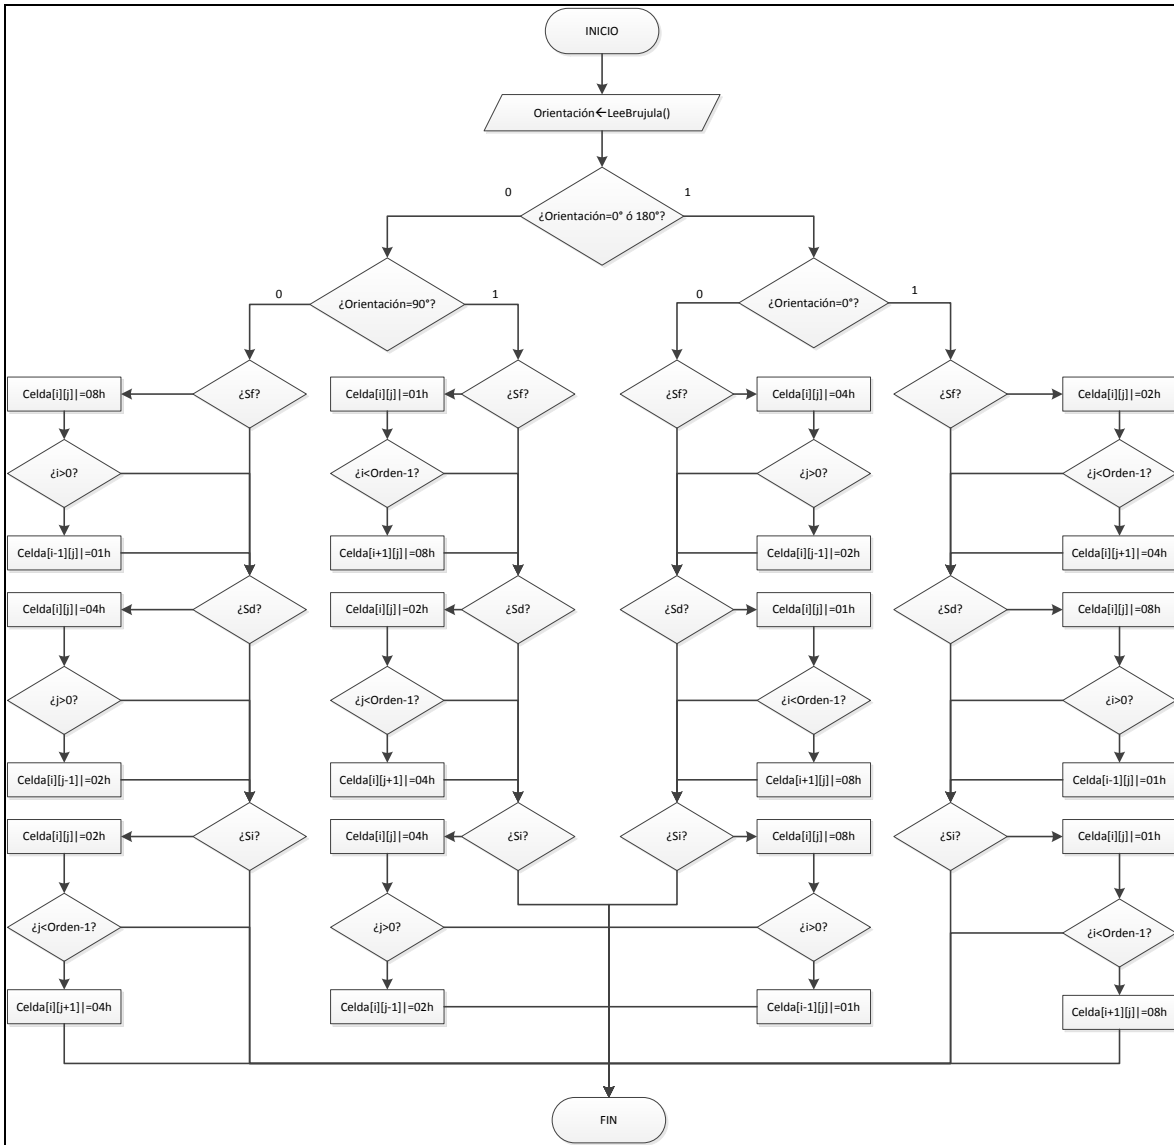 INICIO
Orientación←LeeBrujula()
0
1
¿Orientación=0° ó 180°?
0
¿Orientación=90°?
1
0
¿Orientación=0°?
1
Celda[i][j]|=08h
¿Sf?
Celda[i][j]|=01h
¿Sf?
¿Sf?
Celda[i][j]|=04h
¿Sf?
Celda[i][j]|=02h
¿i>0?
¿i<Orden-1?
¿j>0?
¿j<Orden-1?
Celda[i-1][j]|=01h
Celda[i+1][j]|=08h
Celda[i][j-1]|=02h
Celda[i][j+1]|=04h
Celda[i][j]|=04h
¿Sd?
Celda[i][j]|=02h
¿Sd?
¿Sd?
Celda[i][j]|=01h
¿Sd?
Celda[i][j]|=08h
¿j>0?
¿j<Orden-1?
¿i<Orden-1?
¿i>0?
Celda[i][j-1]|=02h
Celda[i][j+1]|=04h
Celda[i+1][j]|=08h
Celda[i-1][j]|=01h
Celda[i][j]|=02h
¿Si?
Celda[i][j]|=04h
¿Si?
¿Si?
Celda[i][j]|=08h
¿Si?
Celda[i][j]|=01h
¿j<Orden-1?
¿j>0?
¿i>0?
¿i<Orden-1?
Celda[i][j+1]|=04h
Celda[i][j-1]|=02h
Celda[i-1][j]|=01h
Celda[i+1][j]|=08h
FIN